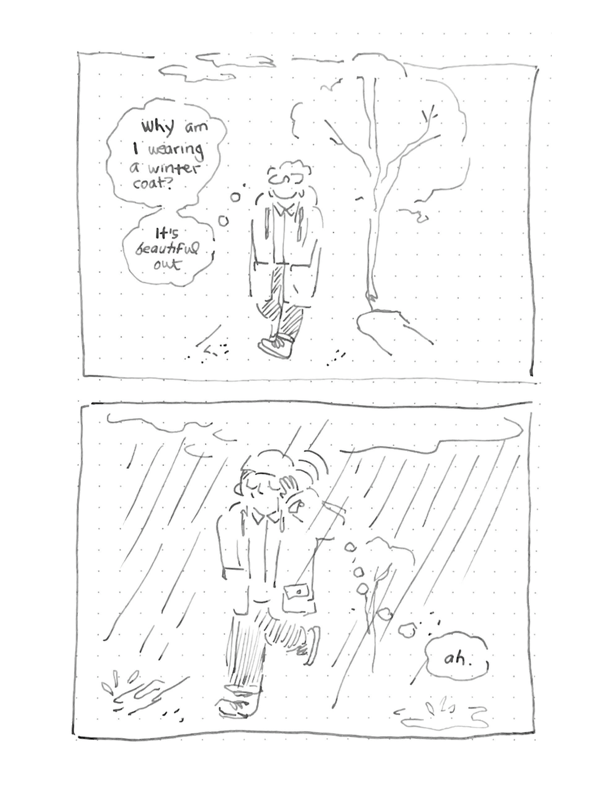 Why am
I wearing
a winter
coat?
It's
beautiful
out
ah.